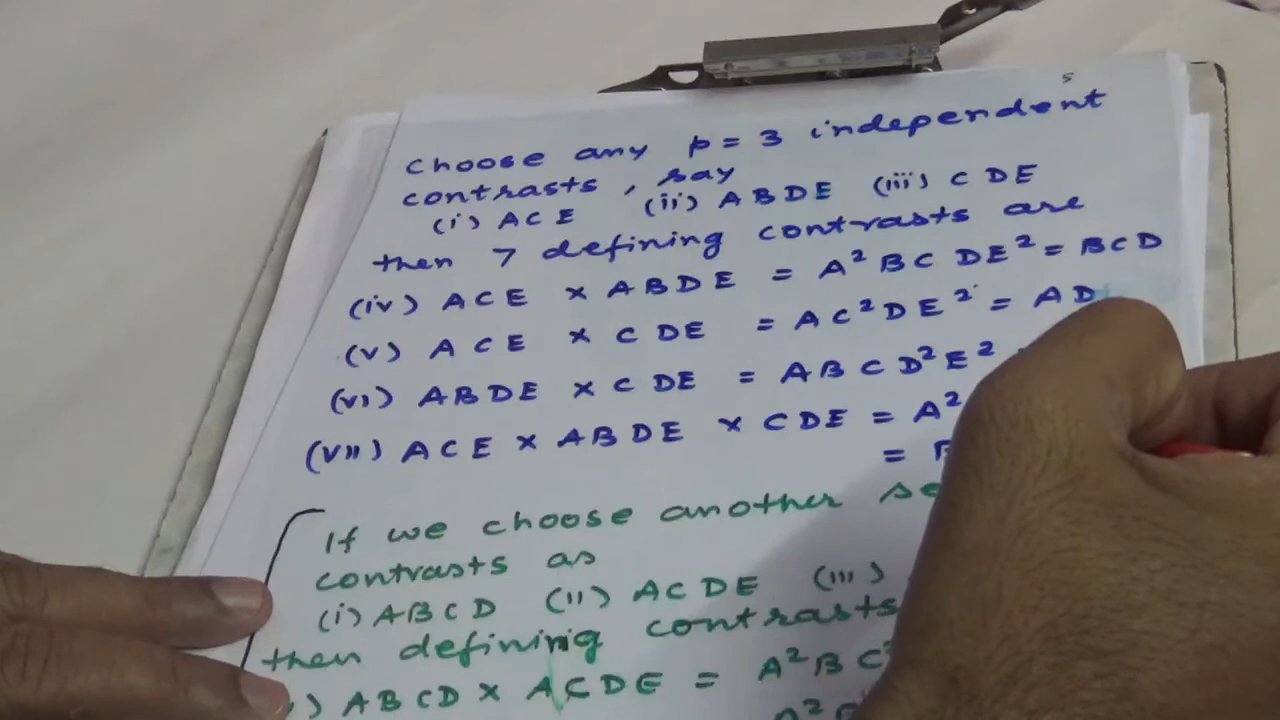 5
choose any p = 3 independent
contrasts, say
(i) ACE (ii) ABDE (iii) CDE
then 7 defining contrasts are
(iv) ACE × ABDE = A²BCDE² = BCD
(v) ACE × CDE = AC²DE² = AD
(vi) ABDE × CDE = ABCD²E²
(vii) ACE × ABDE × CDE = A²
=
If we choose another
contrasts as
(i) ABCD (ii) ACDE (iii)
then defining contrasts
) ABCD × ACDE = A²BC²